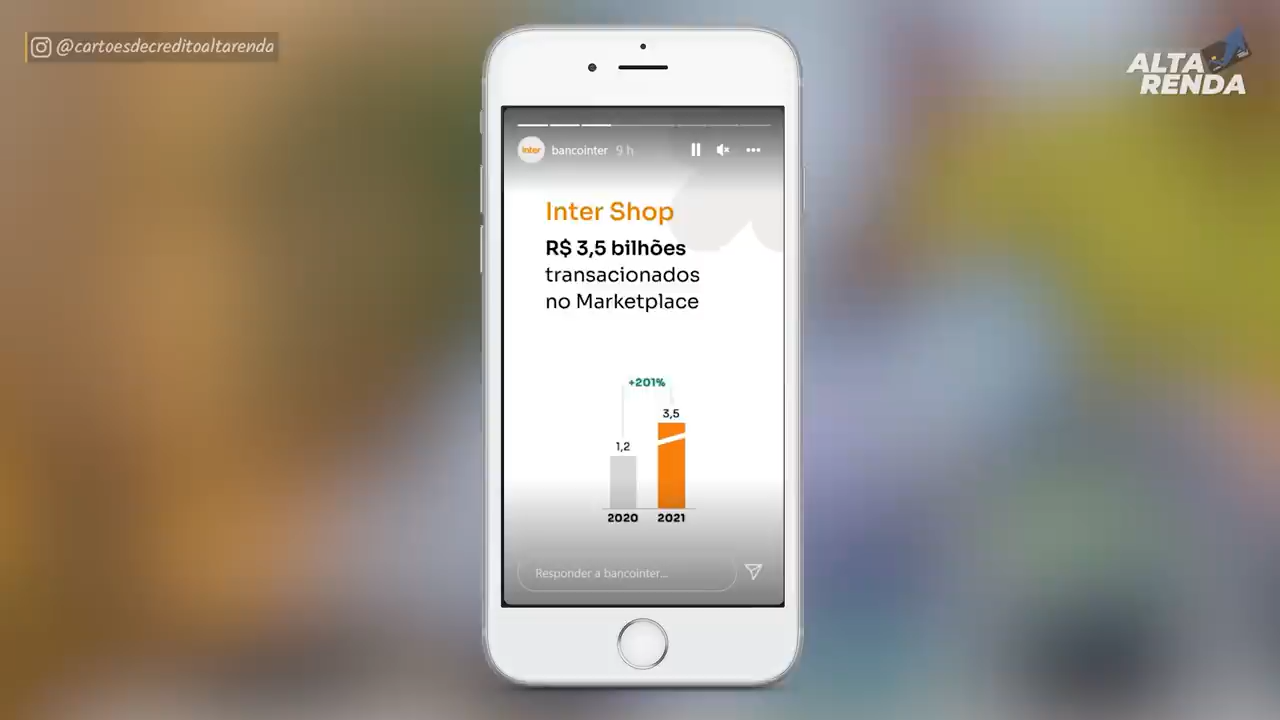 @cartoesdecreditoaltarenda
ALTA
RENDA
inter
bancointer 9 h
Inter Shop
R$ 3,5 bilhões
transacionados
no Marketplace
+201%
3,5
1,2
2020 2021
Responder a bancointer...